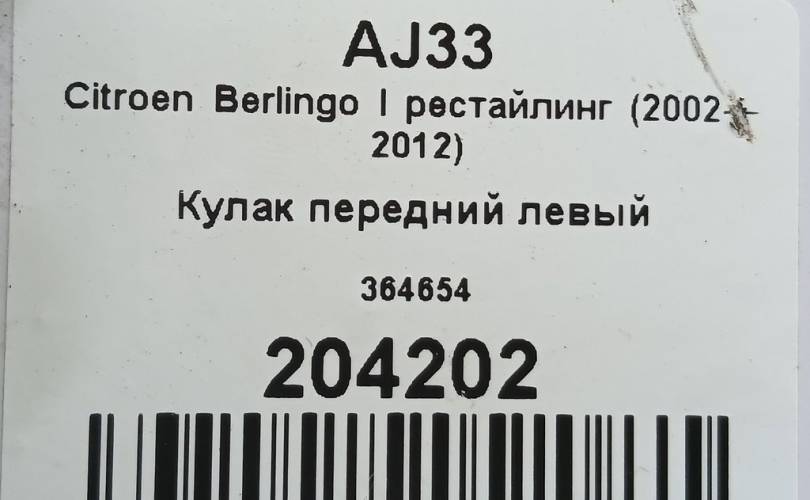 AJ33
Citroen Berlingo I рестайлинг (2002-
2012)
Кулак передний левый
364654
204202